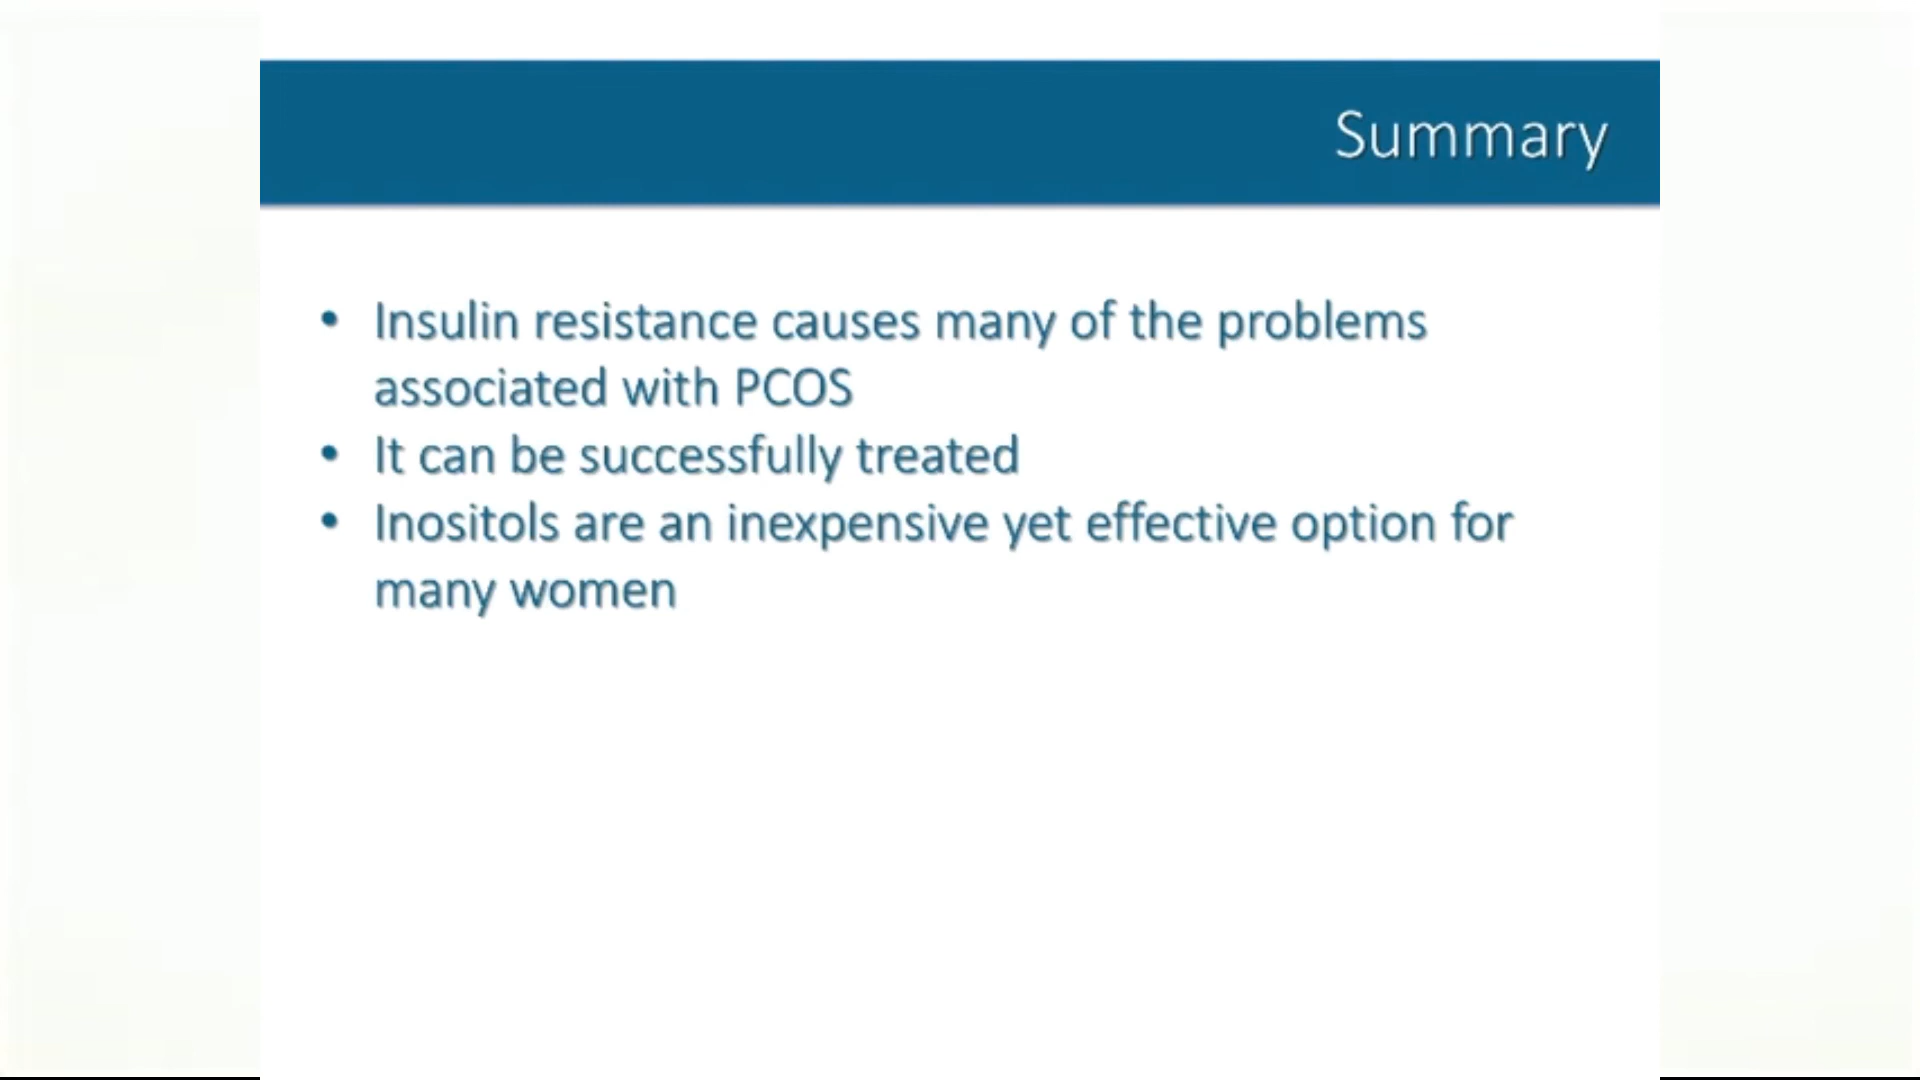 Summary
• Insulin resistance causes many of the problems
associated with PCOS
• It can be successfully treated
• Inositols are an inexpensive yet effective option for
many women